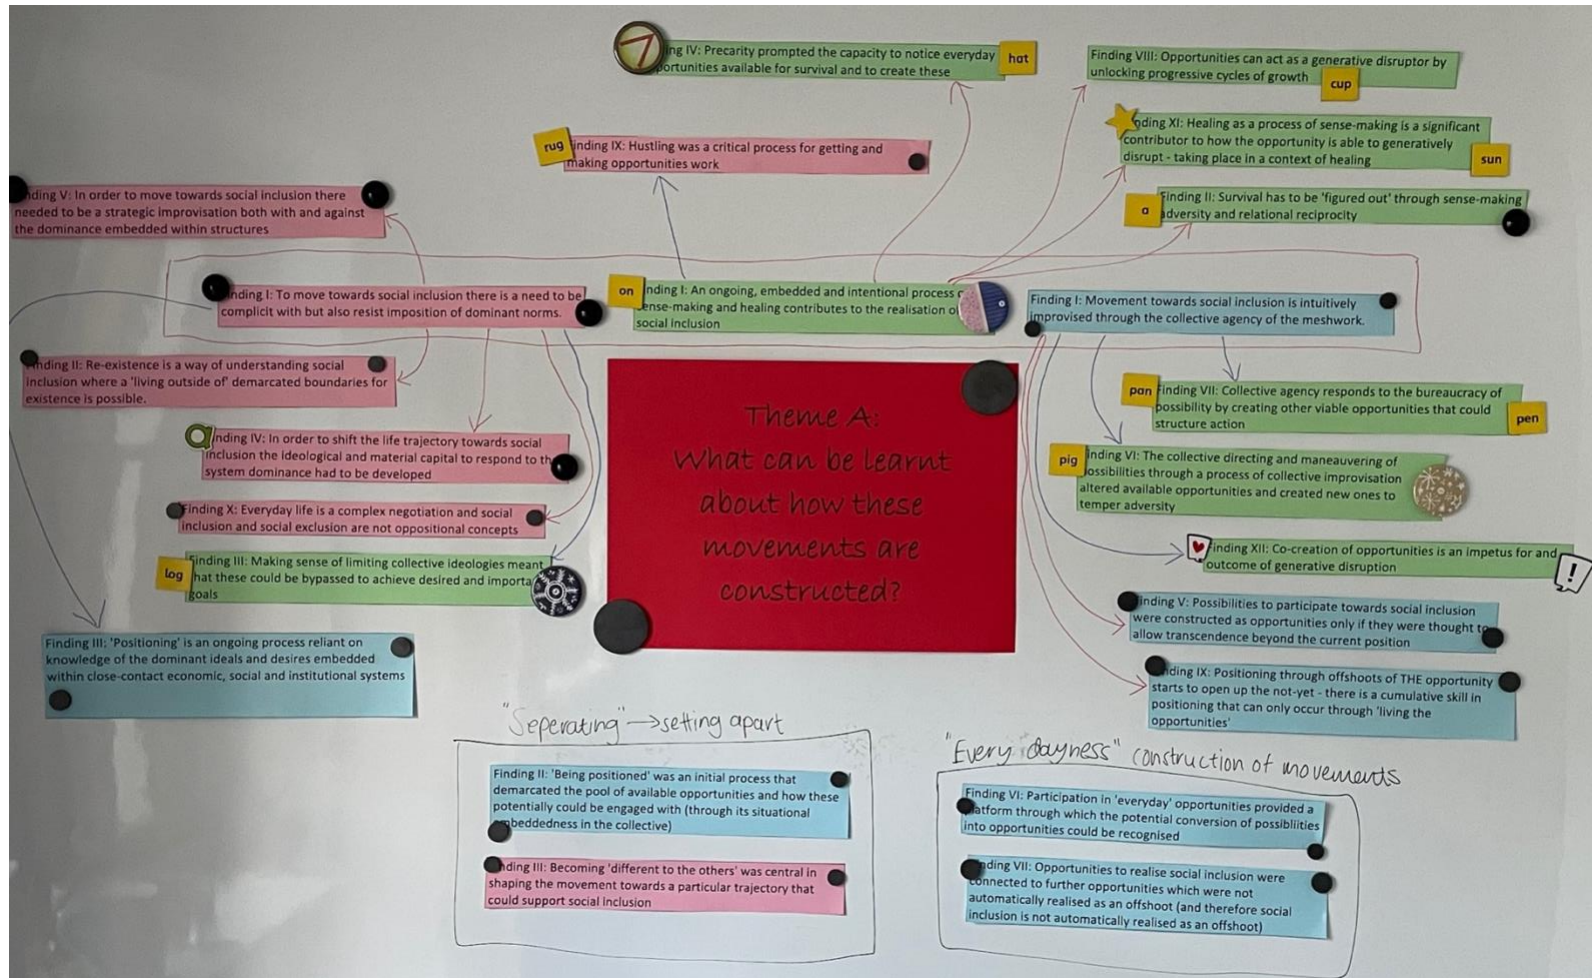 ing IV: Precarity prompted the capacity to notice everyday
portunities available for survival and to create these
hat
Finding VIII: Opportunities can act as a generative disruptor by
unlocking progressive cycles of growth
cup
nding XI: Healing as a process of sense-making is a significant
contributor to how the opportunity is able to generatively
disrupt - taking place in a context of healing
sun
rug
inding IX: Hustling was a critical process for getting and
making opportunities work
a
Finding II: Survival has to be 'figured out' through sense-making
adversity and relational reciprocity
ding V: In order to move towards social inclusion there
needed to be a strategic improvisation both with and against
the dominance embedded within structures
nding I: To move towards social inclusion there is a need to be
complicit with but also resist imposition of dominant norms.
on
nding I: An ongoing, embedded and intentional process
ense-making and healing contributes to the realisation o
social inclusion
Finding I: Movement towards social inclusion is intuitively
improvised through the collective agency of the meshwork.
nding II: Re-existence is a way of understanding social
inclusion where a 'living outside of' demarcated boundaries for
existence is possible.
a
nding IV: In order to shift the life trajectory towards social
inclusion the ideological and material capital to respond to th
system dominance had to be developed
Finding X: Everyday life is a complex negotiation and social
inclusion and social exclusion are not oppositional concepts
log
Finding III: Making sense of limiting collective ideologies meant
hat these could be bypassed to achieve desired and importa
goals
Finding III: 'Positioning' is an ongoing process reliant on
knowledge of the dominant ideals and desires embedded
within close-contact economic, social and institutional systems
Theme A:
What can be learnt
about how these
movements are
constructed?
pan
Finding VII: Collective agency responds to the bureaucracy of
possibility by creating other viable opportunities that could
structure action
pen
pig
inding VI: The collective directing and maneuvering of
possibilities through a process of collective improvisation
altered available opportunities and created new ones to
temper adversity
Finding XII: Co-creation of opportunities is an impetus for and
outcome of generative disruption
!
inding V: Possibilities to participate towards social inclusion
were constructed as opportunities only if they were thought to
allow transcendence beyond the current position
inding IX: Positioning through offshoots of THE opportunity
starts to open up the not-yet - there is a cumulative skill in
positioning that can only occur through 'living the
opportunities'
"Seperating" → setting apart
Finding II: 'Being positioned' was an initial process that
demarcated the pool of available opportunities and how these
potentially could be engaged with (through its situational
mbeddedness in the collective)
nding III: Becoming 'different to the others' was central in
shaping the movement towards a particular trajectory that
could support social inclusion
"Every dayness" construction of movements
Finding VI: Participation in 'everyday' opportunities provided a
latform through which the potential conversion of possibliities
into opportunities could be recognised
nding VII: Opportunities to realise social inclusion were
onnected to further opportunities which were not
automatically realised as an offshoot (and therefore social
inclusion is not automatically realised as an offshoot)